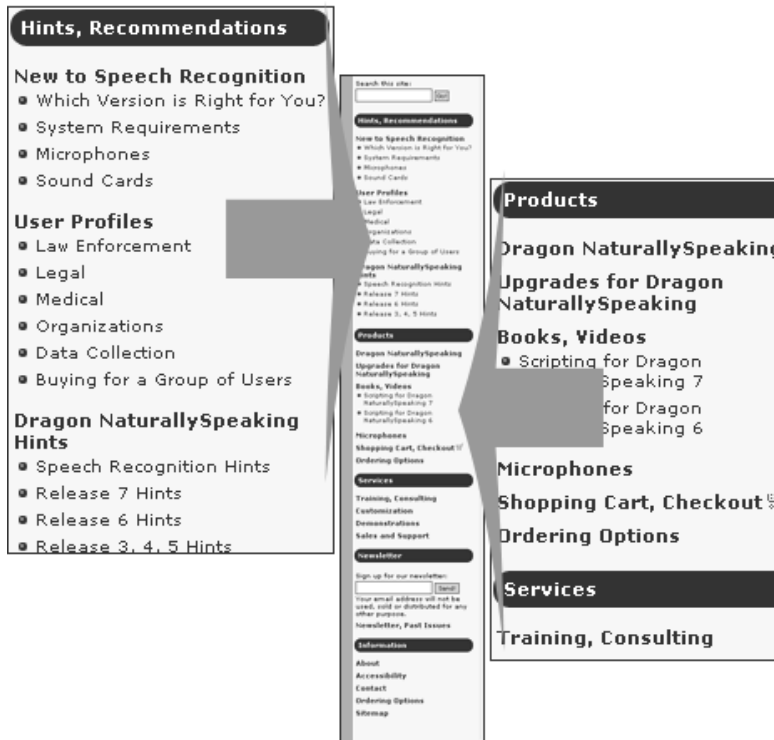 Hints, Recommendations
New to Speech Recognition
Which Version is Right for You?
System Requirements
Microphones
Sound Cards
User Profiles
Law Enforcement
Legal
Medical
Organizations
Data Collection
Buying for a Group of Users
Dragon NaturallySpeaking
Hints
Speech Recognition Hints
Release 7 Hints
Release 6 Hints
Release 3, 4, 5 Hints
Search this site:
Go!
Hints, Recommendations
New to Speech Recognition
Which Version is Right for You?
System Requirements
Microphones
Sound Cards
User Profiles
Law Enforcement
Legal
Medical
Organizations
Data Collection
Buying for a Group of Users
Dragon NaturallySpeaking
Hints
Speech Recognition Hints
Release 7 Hints
Release 6 Hints
Release 3, 4, 5 Hints
Products
Dragon NaturallySpeaking
Upgrades for Dragon
NaturallySpeaking
Books, Videos
Scripting for Dragon
NaturallySpeaking 7
Scripting for Dragon
NaturallySpeaking 6
Microphones
Shopping Cart, Checkout
Ordering Options
Services
Training, Consulting
Customization
Demonstrations
Sales and Support
Newsletter
Sign up for our newsletter:
Send!
Your email address will not be
used, sold or distributed for any
other purpose.
Newsletter, Past Issues
Information
About
Accessibility
Contact
Ordering Options
Sitemap
Products
Dragon NaturallySpeaking
Upgrades for Dragon
NaturallySpeaking
Books, Videos
Scripting for Dragon
Speaking 7
for Dragon
Speaking 6
Microphones
Shopping Cart, Checkout
Ordering Options
Services
Training, Consulting